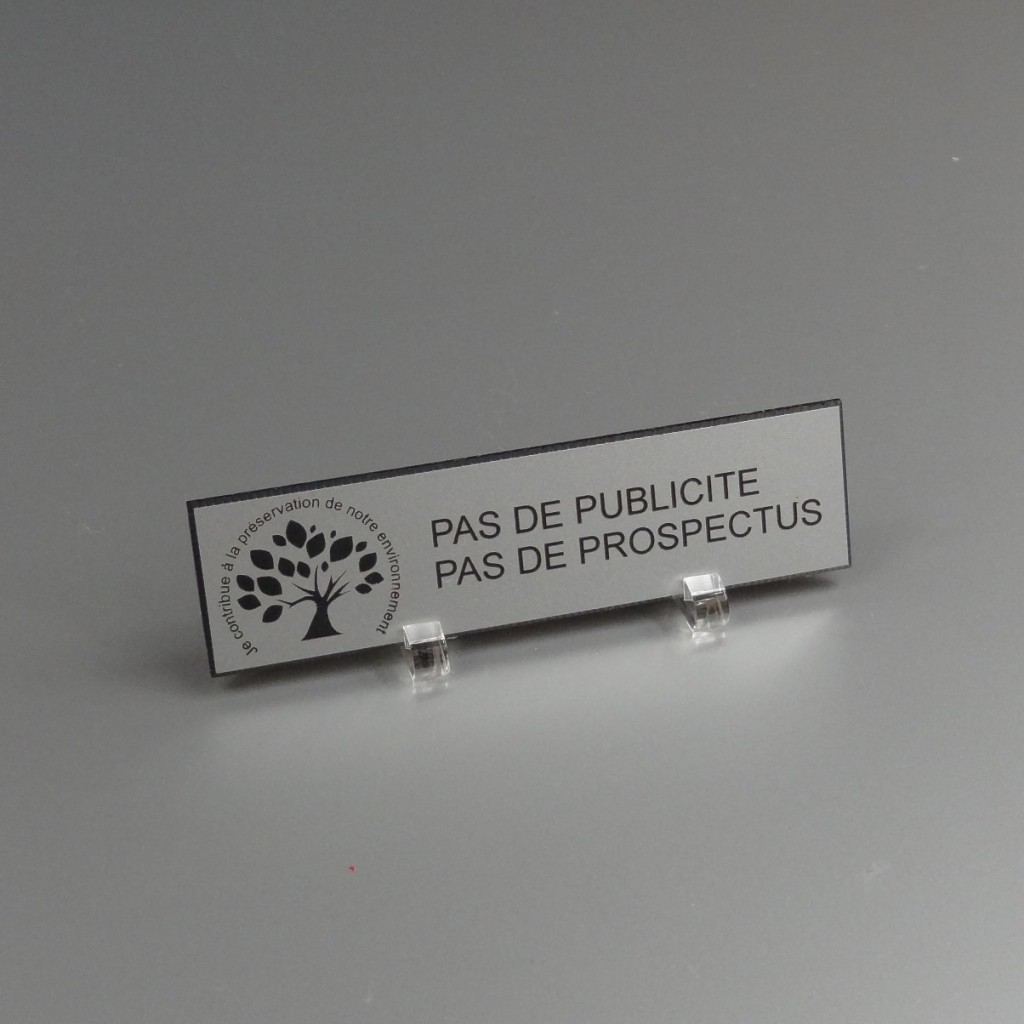 Je contribue à la préservation de notre environnement
PAS DE PUBLICITE
PAS DE PROSPECTUS